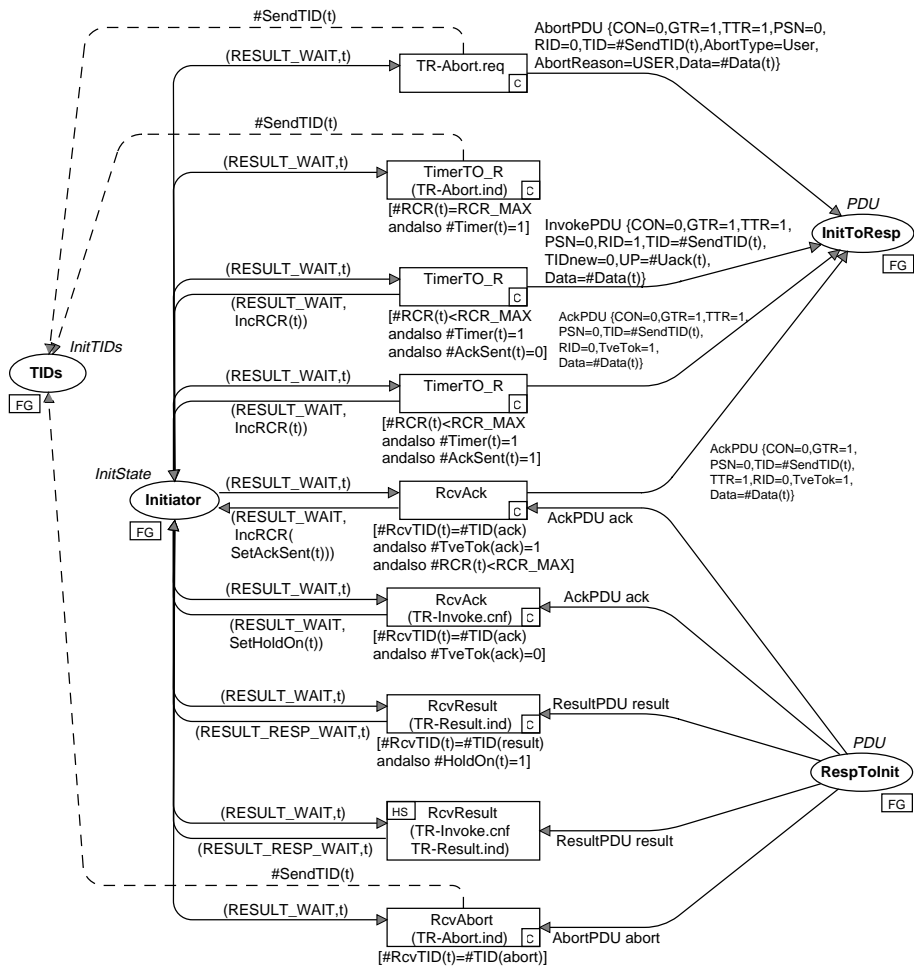 #SendTID(t)
(RESULT_WAIT,t)
TR-Abort.req
C
AbortPDU {CON=0,GTR=1,TTR=1,PSN=0,
RID=0,TID=#SendTID(t),AbortType=User,
AbortReason=USER,Data=#Data(t)}
#SendTID(t)
(RESULT_WAIT,t)
TimerTO_R
(TR-Abort.ind)
C
[#RCR(t)=RCR_MAX
andalso #Timer(t)=1]
PDU
InitToResp
FG
InvokePDU {CON=0,GTR=1,TTR=1,
PSN=0,RID=1,TID=#SendTID(t),
TIDnew=0,UP=#Uack(t),
Data=#Data(t)}
(RESULT_WAIT,t)
(RESULT_WAIT,
IncRCR(t))
TimerTO_R
C
[#RCR(t)<RCR_MAX
andalso #Timer(t)=1
andalso #AckSent(t)=0]
AckPDU {CON=0,GTR=1,TTR=1,
PSN=0,TID=#SendTID(t),
RID=0,TveTok=1,
Data=#Data(t)}
InitTIDs
TIDs
FG
(RESULT_WAIT,t)
(RESULT_WAIT,
IncRCR(t))
TimerTO_R
C
[#RCR(t)<RCR_MAX
andalso #Timer(t)=1
andalso #AckSent(t)=1]
AckPDU {CON=0,GTR=1,
PSN=0,TID=#SendTID(t),
TTR=1,RID=0,TveTok=1,
Data=#Data(t)}
InitState
Initiator
FG
(RESULT_WAIT,t)
(RESULT_WAIT,
IncRCR(
SetAckSent(t)))
RcvAck
C
AckPDU ack
[#RcvTID(t)=#TID(ack)
andalso #TveTok(ack)=1
andalso #RCR(t)<RCR_MAX]
(RESULT_WAIT,t)
(RESULT_WAIT,
SetHoldOn(t))
RcvAck
(TR-Invoke.cnf)
C
AckPDU ack
[#RcvTID(t)=#TID(ack)
andalso #TveTok(ack)=0]
(RESULT_WAIT,t)
(RESULT_RESP_WAIT,t)
RcvResult
(TR-Result.ind)
C
ResultPDU result
[#RcvTID(t)=#TID(result)
andalso #HoldOn(t)=1]
PDU
RespToInit
FG
(RESULT_WAIT,t)
(RESULT_RESP_WAIT,t)
HS
RcvResult
(TR-Invoke.cnf
TR-Result.ind)
ResultPDU result
#SendTID(t)
(RESULT_WAIT,t)
RcvAbort
(TR-Abort.ind)
C
AbortPDU abort
[#RcvTID(t)=#TID(abort)]